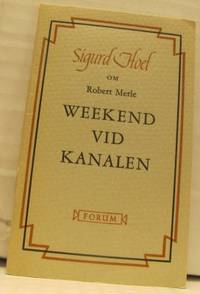 Sigurd Hoel
OM
Robert Merle
WEEKEND
VID
KANALEN
FORUM